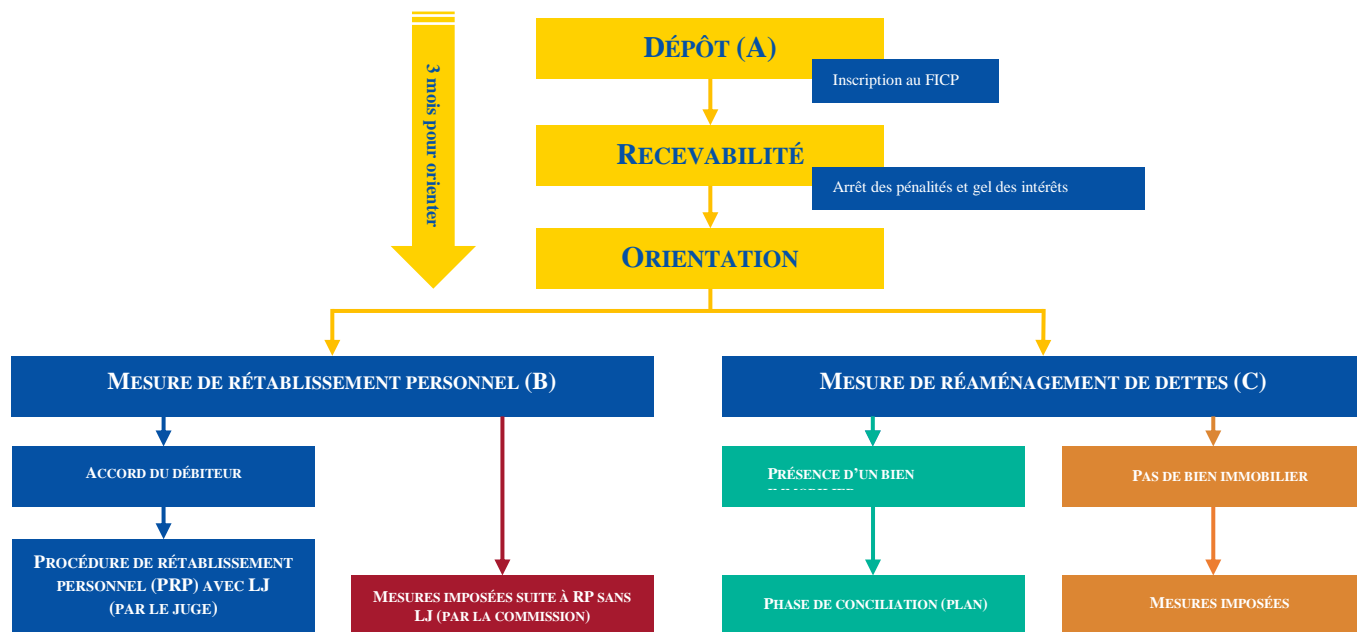 DÉPÔT (A)
Inscription au FICP
3 mois pour orienter
RECEVABILITÉ
Arrêt des pénalités et gel des intérêts
ORIENTATION
MESURE DE RÉTABLISSEMENT PERSONNEL (B)
MESURE DE RÉAMÉNAGEMENT DE DETTES (C)
ACCORD DU DÉBITEUR
PRÉSENCE D’UN BIEN
PAS DE BIEN IMMOBILIER
PROCÉDURE DE RÉTABLISSEMENT
PERSONNEL (PRP) AVEC LJ
(PAR LE JUGE)
MESURES IMPOSÉES SUITE À RP SANS
LJ (PAR LA COMMISSION)
PHASE DE CONCILIATION (PLAN)
MESURES IMPOSÉES